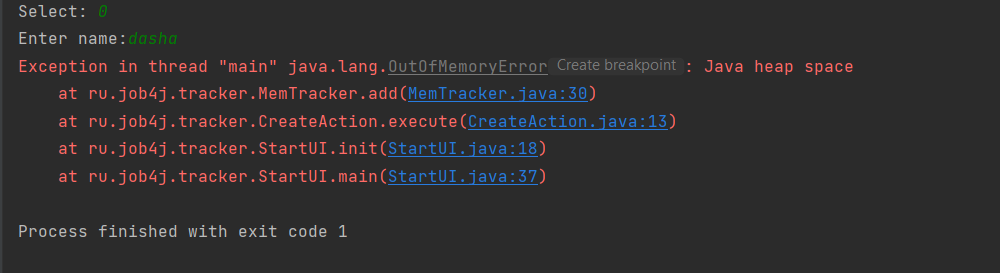 Select: 0
Enter name:dasha
Exception in thread "main" java.lang.OutOfMemoryError Create breakpoint : Java heap space
at ru.job4j.tracker.MemTracker.add(MemTracker.java:30)
at ru.job4j.tracker.CreateAction.execute(CreateAction.java:13)
at ru.job4j.tracker.StartUI.init(StartUI.java:18)
at ru.job4j.tracker.StartUI.main(StartUI.java:37)
Process finished with exit code 1